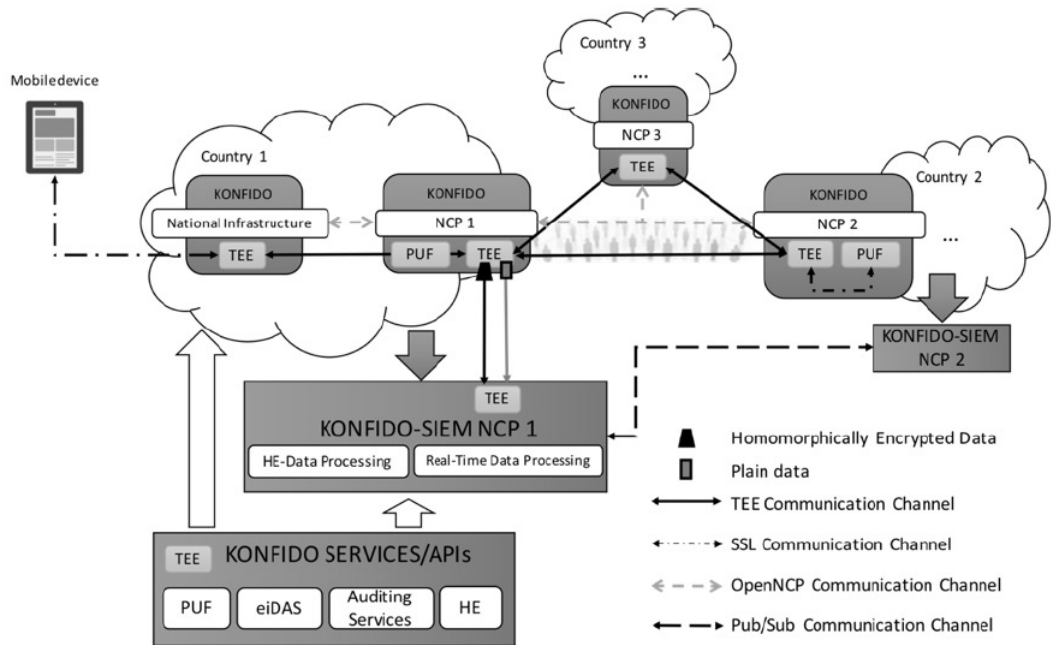 Country 3
...
Mobile device
KONFIDO
NCP 3
Country 1
TEE
Country 2
KONFIDO
KONFIDO
KONFIDO
National Infrastructure
NCP 1
NCP 2
...
TEE
PUF
TEE
TEE
PUF
KONFIDO-SIEM
NCP 2
TEE
KONFIDO-SIEM NCP 1
HE-Data Processing
Real-Time Data Processing
Homomorphically Encrypted Data
Plain data
TEE Communication Channel
SSL Communication Channel
OpenNCP Communication Channel
Pub/Sub Communication Channel
TEE
KONFIDO SERVICES/APIs
PUF
eiDAS
Auditing
Services
HE